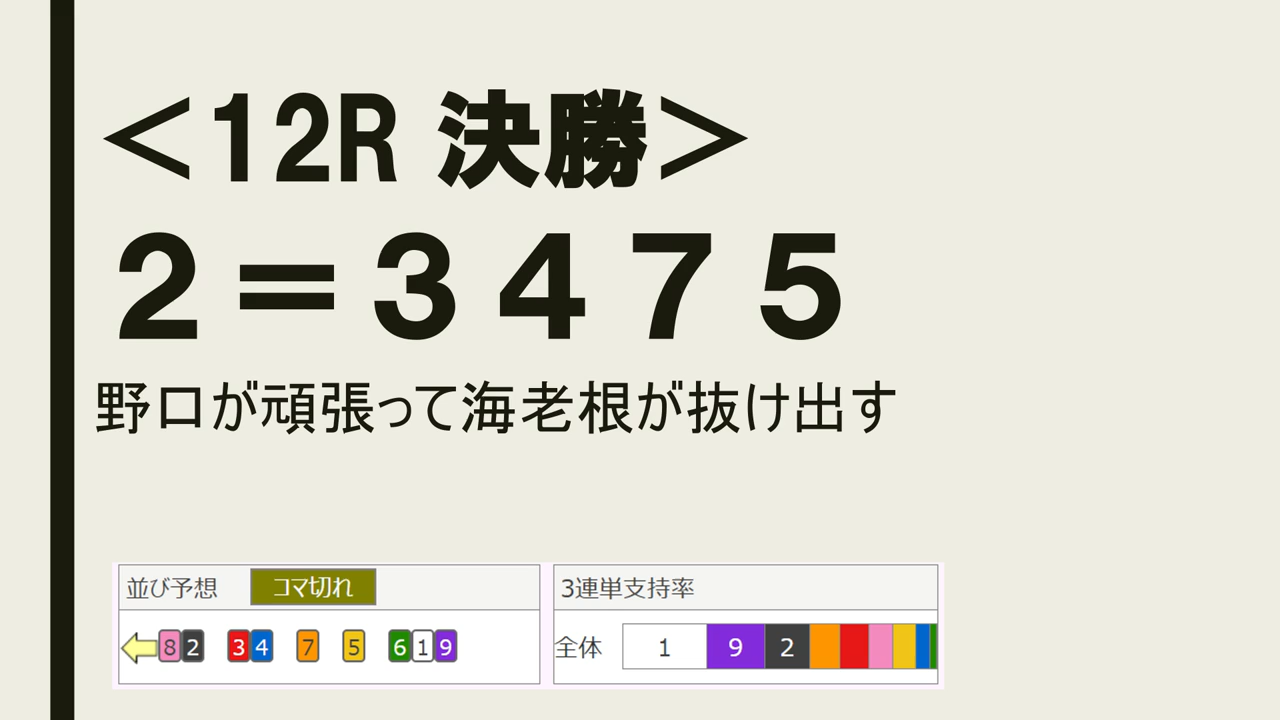 ＜12R 決勝＞
２＝３４７５
野口が頑張って海老根が抜け出す
並び予想 コマ切れ
8 2 3 4 7 5 6 1 9
3連単支持率
全体 1 9 2